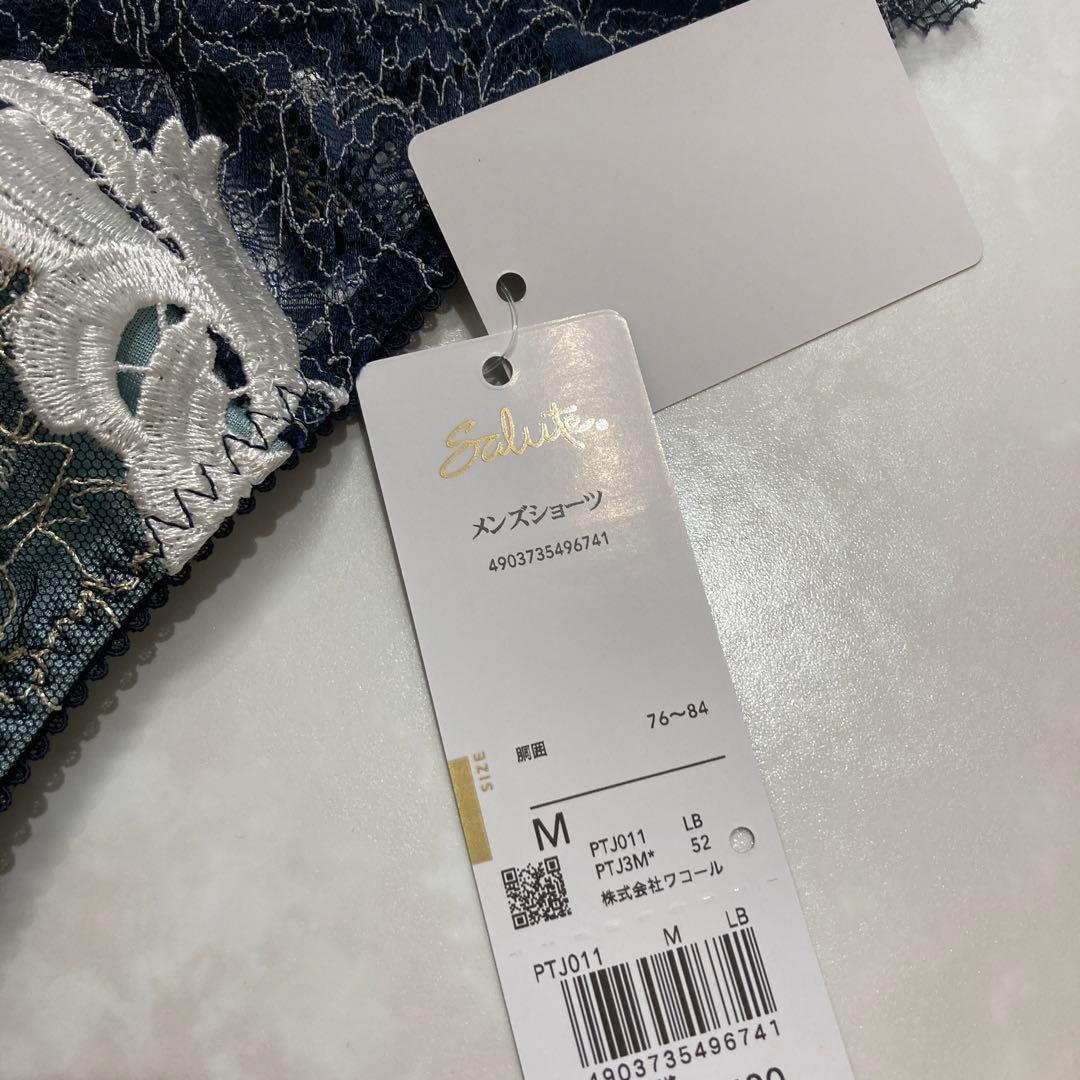 Salute.
メンズショーツ
4903735496741
76〜84
胴囲
SIZE
M
PTJ011 LB
PTJ3M* 52
株式会社ワコール
M LB
PTJ011
4903735496741